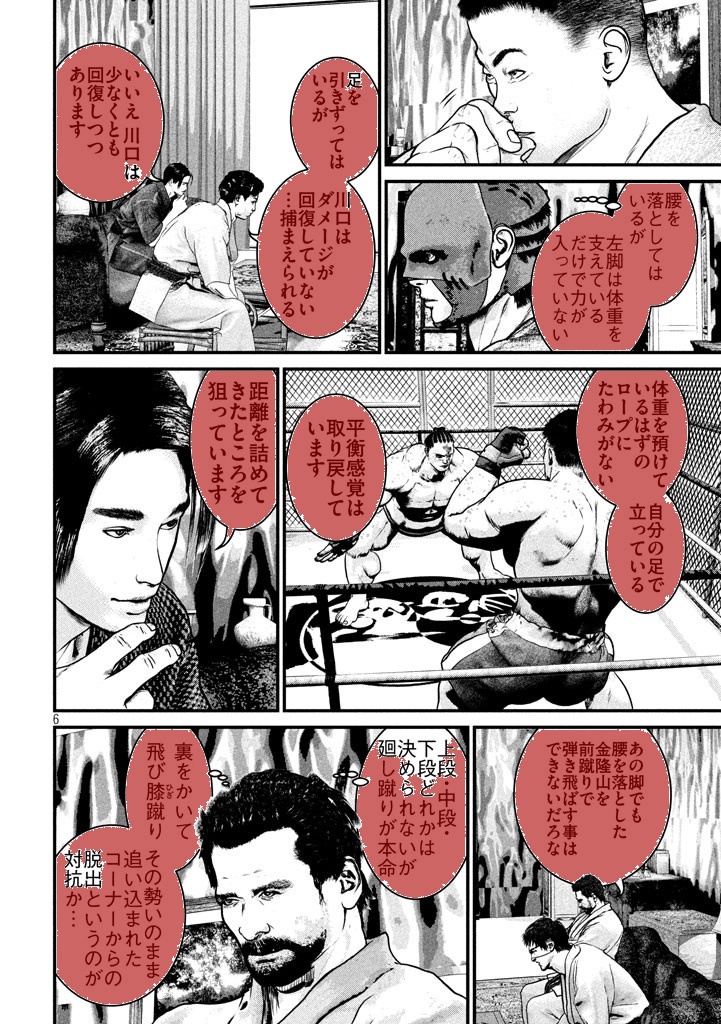 腰を
落としては
いるが
左脚は体重を
支えている
だけで力が
入っていない
足を
引きずっては
いるが
川口は
ダメージが
回復していない
…捕まえられる
いいえ 川口は
少なくとも
回復しつつ
あります
体重を預けて
いるはずの
ロープに
たわみがない
自分の足で
立っている
平衡感覚は
取り戻して
います
距離を詰めて
きたところを
狙っています
あの脚でも
腰を落とした
金隆山を
前蹴りで
弾き飛ばす事は
できないだろな
上段・中段・
下段どれかは
決められないが
廻し蹴りが本命
裏をかいて
飛び膝蹴り
ひざ
その勢いのまま
追い込まれた
コーナーからの
脱出というのが
対抗か…
6